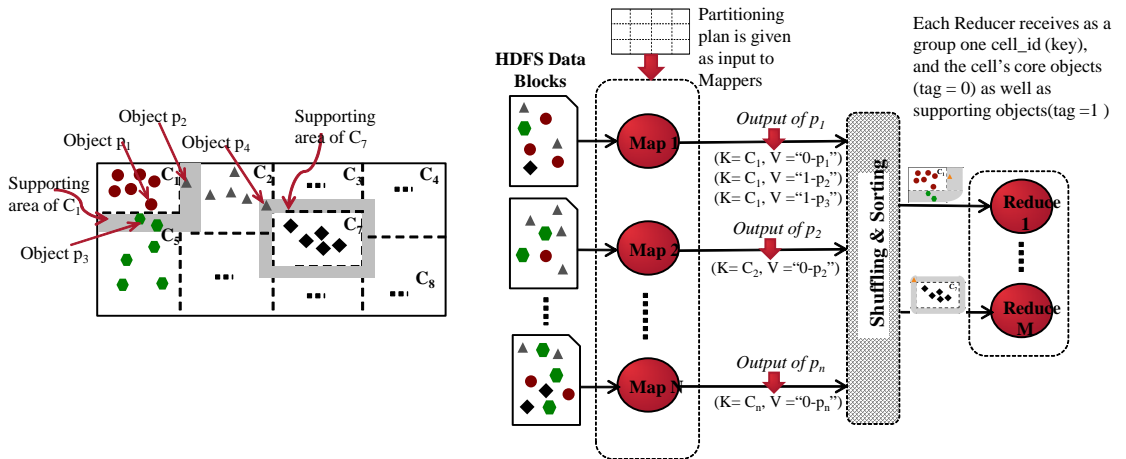 Object p2
Object p1
Object p4
Supporting
area of C7
Supporting
area of C1
Object p3
C1
C2
C3
C4
C5
C7
C8
HDFS Data
Blocks
Partitioning
plan is given
as input to
Mappers
Map 1
Map 2
Map N
Output of p1
(K= C1, V =“0-p1”)
(K= C1, V =“1-p2”)
(K= C1, V =“1-p3”)
Output of p2
(K= C2, V =“0-p2”)
Output of pn
(K= Cn, V =“0-pn”)
Shuffling & Sorting
Each Reducer receives as a
group one cell_id (key),
and the cell’s core objects
(tag = 0) as well as
supporting objects(tag =1 )
C1
C7
Reduce
1
Reduce
M